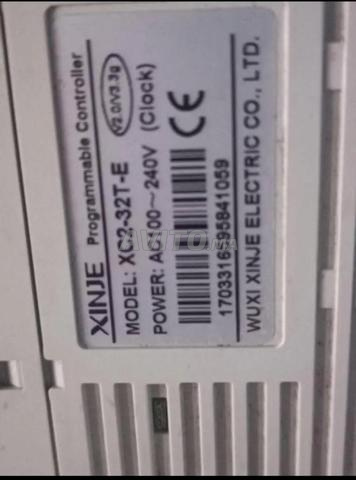 XINJE Programmable Controller
V2.0/V3.3g
MODEL: XC2-32T-E
POWER: AC100~240V (Clock)
CE
WUXI XINJE ELECTRIC CO., LTD.